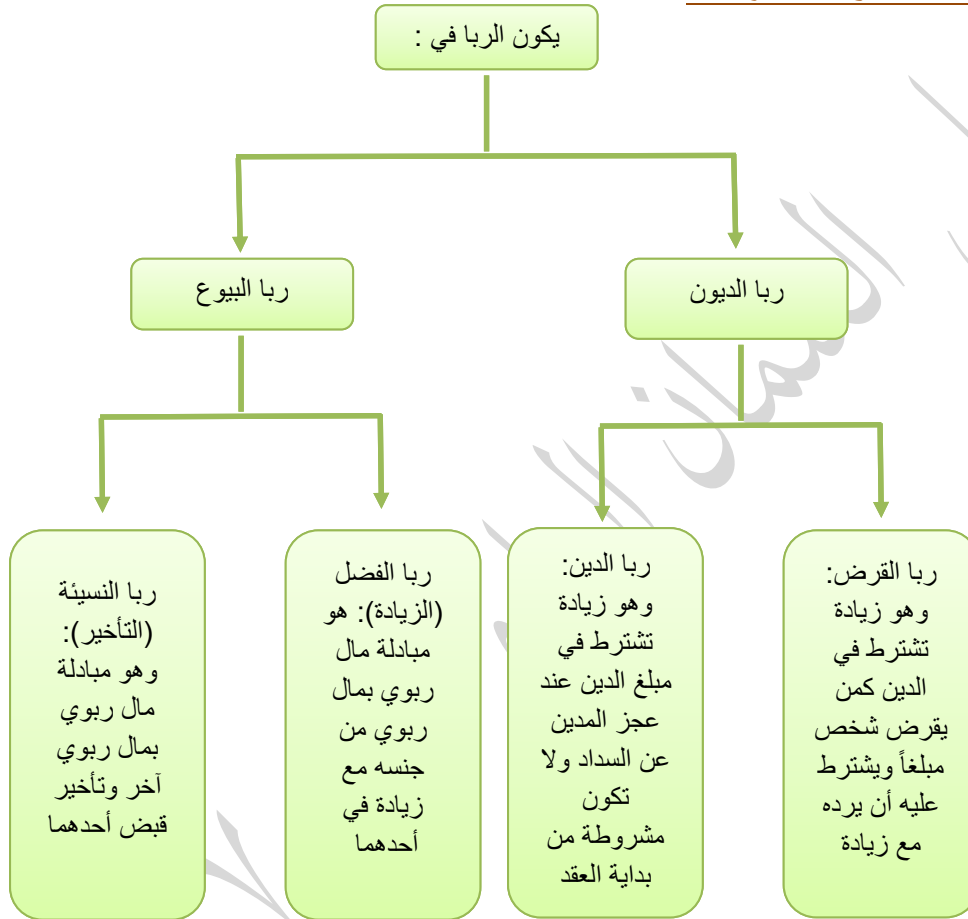 يكون الربا في :
ربا الديون
ربا البيوع
ربا القرض:
وهو زيادة
تشترط في
الدين كمن
يقرض شخص
مبلغاً ويشترط
عليه أن يرده
مع زيادة
ربا الدين:
وهو زيادة
تشترط في
مبلغ الدين عند
عجز المدين
عن السداد ولا
تكون
مشروطة من
بداية العقد
ربا الفضل
(الزيادة): هو
مبادلة مال
ربوي بمال
ربوي من
جنسه مع
زيادة في
أحدهما
ربا النسيئة
(التأخير):
وهو مبادلة
مال ربوي
بمال ربوي
آخر وتأخير
قبض أحدهما